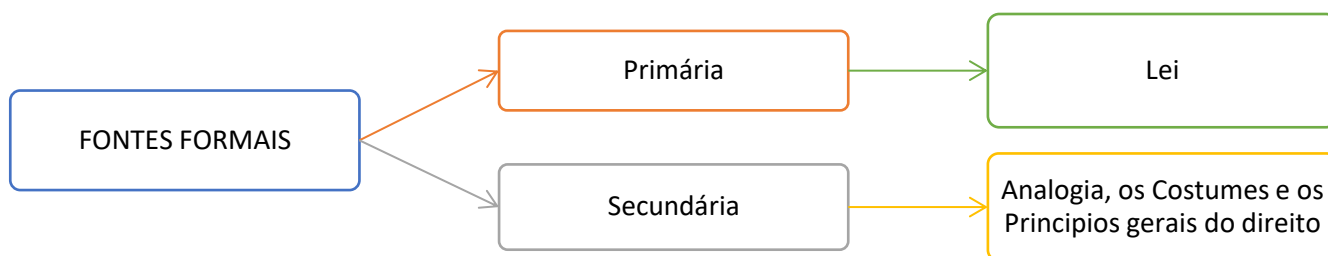 FONTES FORMAIS
Primária
Lei
Secundária
Analogia, os Costumes e os
Principios gerais do direito